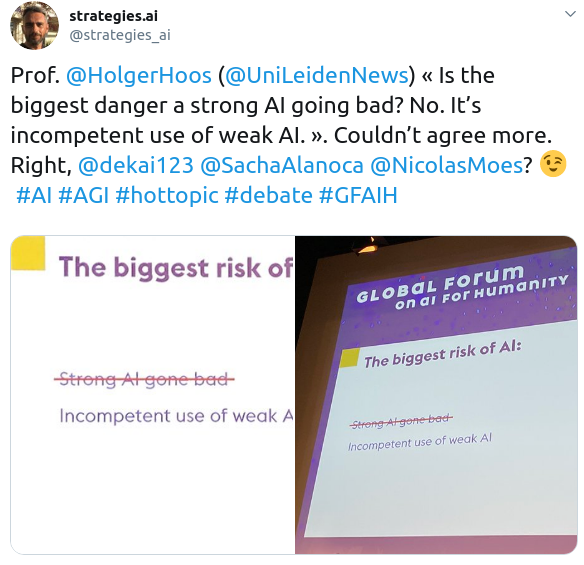 strategies.ai
@strategies_ai
Prof. @HolgerHoos (@UniLeidenNews) « Is the
biggest danger a strong AI going bad? No. It’s
incompetent use of weak AI. ». Couldn’t agree more.
Right, @dekai123 @SachaAlanoca @NicolasMoes? 😉
#AI #AGI #hottopic #debate #GFAIH
The biggest risk of
Strong AI gone bad
Incompetent use of weak A
GLOBAL FORUM
on aI FOR HUMANITY
The biggest risk of AI:
Strong AI gone bad
Incompetent use of weak AI